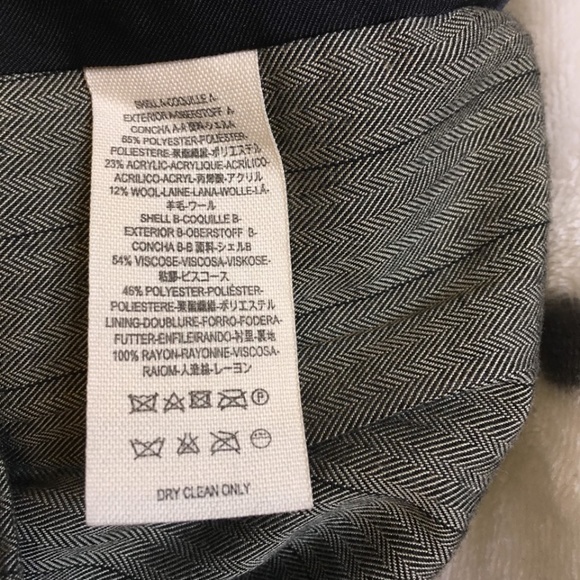 SHELL A-COQUILLE A-
EXTERIOR A-OBERSTOFF A-
CONCHA A-A 面料-シェルA
65% POLYESTER-POLYESTER-
POLIESTERE-聚酯纖維-ポリエステル
23% ACRYLIC-ACRYLIQUE-ACRÍLICO-
ACRILICO-ACRYL-丙烯酸-アクリル
12% WOOL-LAINE-LANA-WOLLE-LÃ-
羊毛-ウール
SHELL B-COQUILLE B-
EXTERIOR B-OBERSTOFF B-
CONCHA B-B 面料-シェルB
54% VISCOSE-VISCOSA-VISKOSE-
粘膠-ビスコース
46% POLYESTER-POLIÉSTER-
POLIESTERE-聚酯纖維-ポリエステル
LINING-DOUBLURE-FORRO-FODERA-
FUTTER-ENFILEIRANDO-衬里-裏地
100% RAYON-RAYONNE-VISCOSA-
RAIOM-人造絲-レーヨン
P
DRY CLEAN ONLY